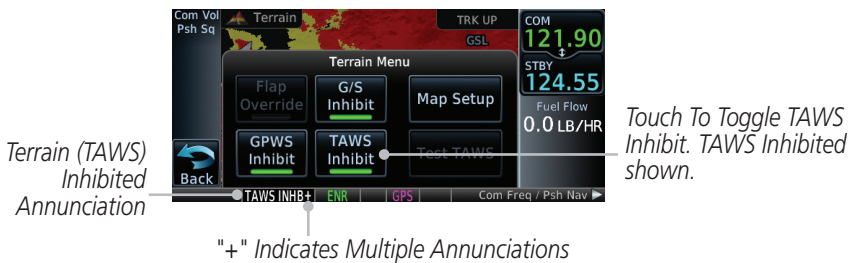 Com Vol
Psh Sq
Terrain
TRK UP
GSL
COM
121.90
STBY
124.55
Fuel Flow
0.0 LB/HR
Terrain Menu
Flap
Override
G/S
Inhibit
Map Setup
GPWS
Inhibit
TAWS
Inhibit
Test TAWS
Back
TAWS INHB+
ENR
GPS
Com Freq / Psh Nav
Terrain (TAWS)
Inhibited
Annunciation
Touch To Toggle TAWS
Inhibit. TAWS Inhibited
shown.
"+" Indicates Multiple Annunciations